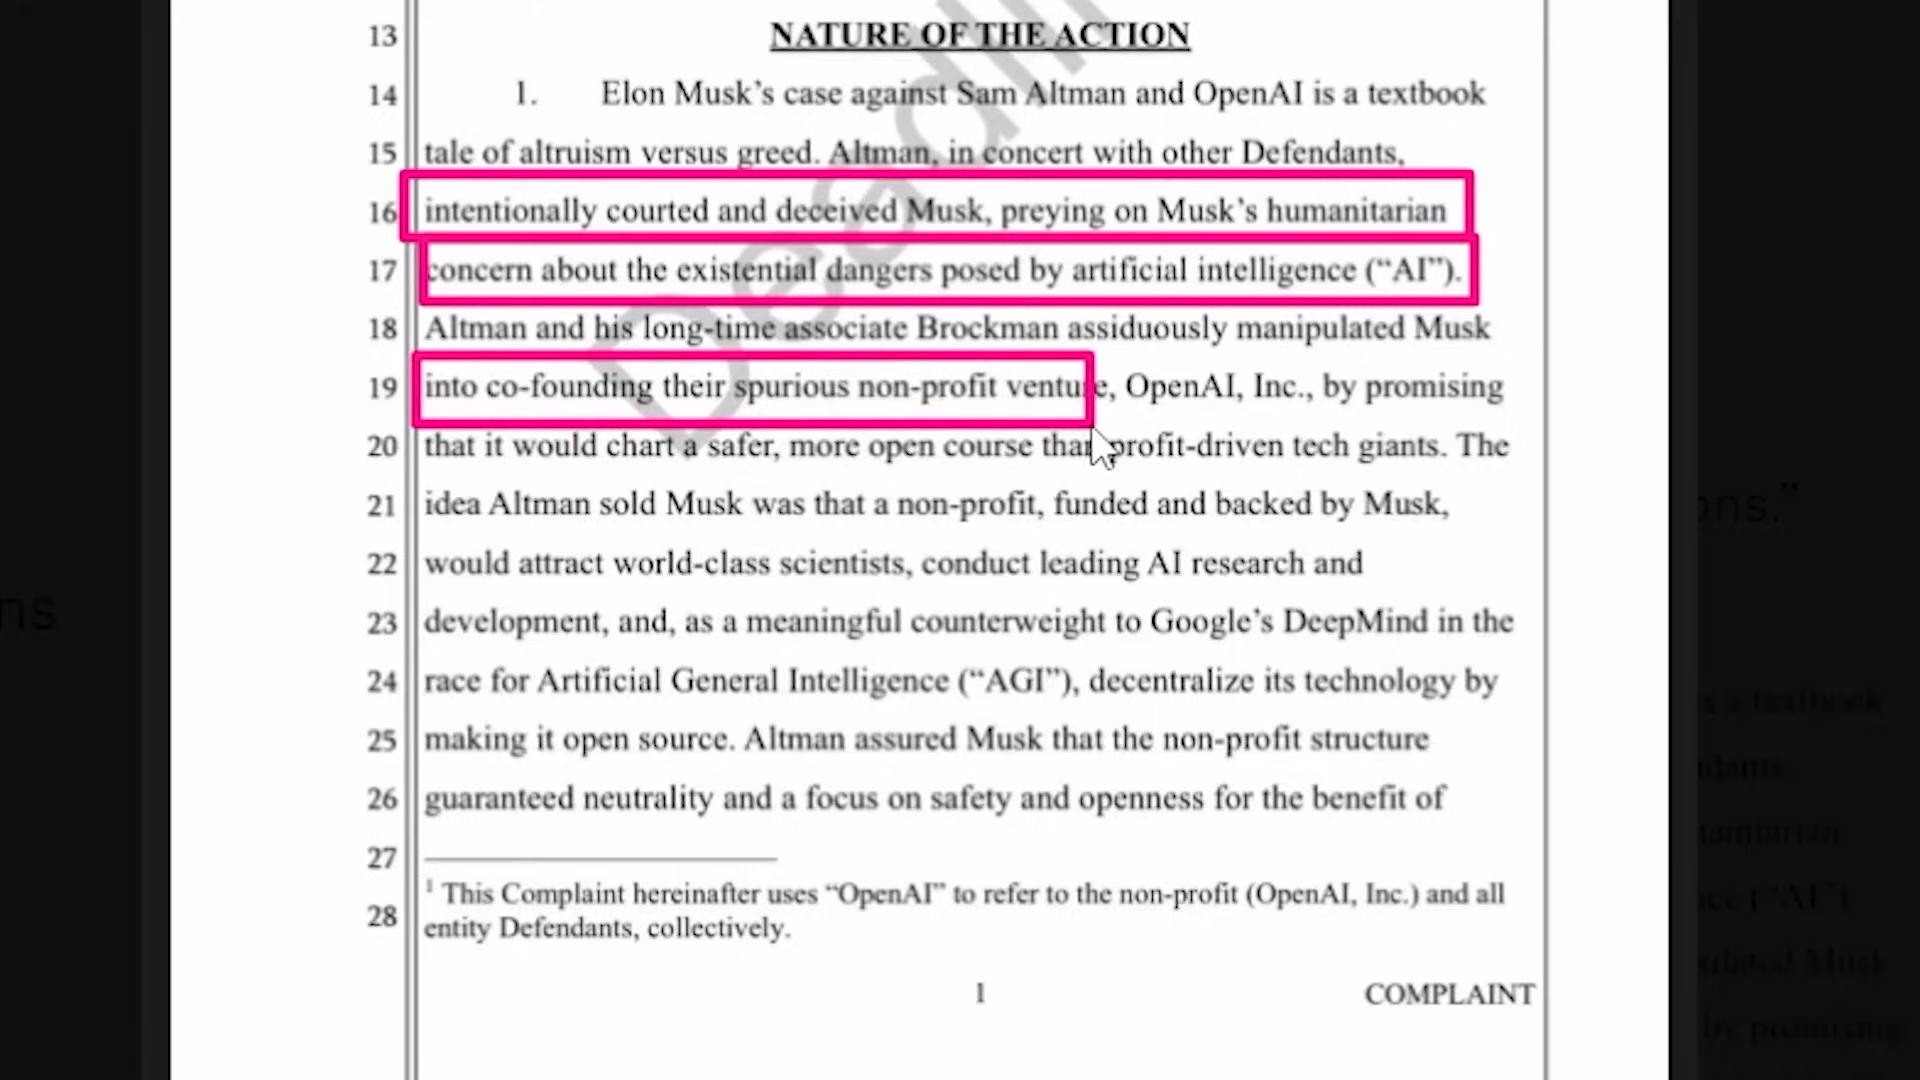 13 NATURE OF THE ACTION
14 1. Elon Musk’s case against Sam Altman and OpenAI is a textbook
15 tale of altruism versus greed. Altman, in concert with other Defendants,
16 intentionally courted and deceived Musk, preying on Musk’s humanitarian
17 concern about the existential dangers posed by artificial intelligence (“AI”).
18 Altman and his long-time associate Brockman assiduously manipulated Musk
19 into co-founding their spurious non-profit venture, OpenAI, Inc., by promising
20 that it would chart a safer, more open course than profit-driven tech giants. The
21 idea Altman sold Musk was that a non-profit, funded and backed by Musk,
22 would attract world-class scientists, conduct leading AI research and
23 development, and, as a meaningful counterweight to Google’s DeepMind in the
24 race for Artificial General Intelligence (“AGI”), decentralize its technology by
25 making it open source. Altman assured Musk that the non-profit structure
26 guaranteed neutrality and a focus on safety and openness for the benefit of
27
1 This Complaint hereinafter uses “OpenAI” to refer to the non-profit (OpenAI, Inc.) and all
28 entity Defendants, collectively.
1 COMPLAINT